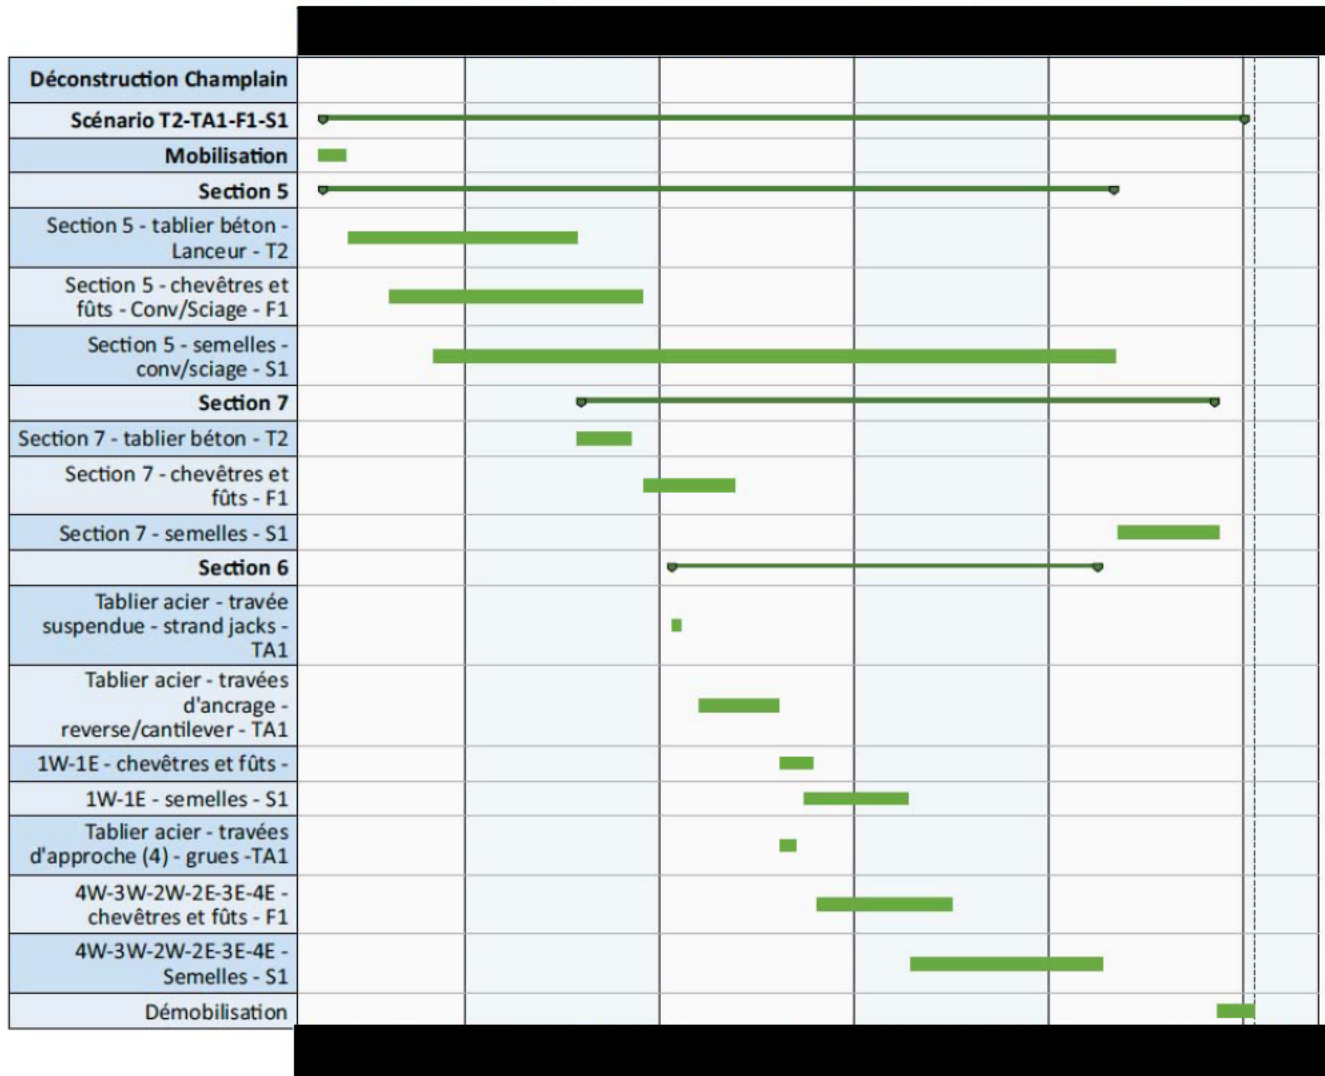 Déconstruction Champlain
Scénario T2-TA1-F1-S1
Mobilisation
Section 5
Section 5 - tablier béton -
Lanceur - T2
Section 5 - chevêtres et
fûts - Conv/Sciage - F1
Section 5 - semelles -
conv/sciage - S1
Section 7
Section 7 - tablier béton - T2
Section 7 - chevêtres et
fûts - F1
Section 7 - semelles - S1
Section 6
Tablier acier - travée
suspendue - strand jacks -
TA1
Tablier acier - travées
d'ancrage -
reverse/cantilever - TA1
1W-1E - chevêtres et fûts -
1W-1E - semelles - S1
Tablier acier - travées
d'approche (4) - grues -TA1
4W-3W-2W-2E-3E-4E -
chevêtres et fûts - F1
4W-3W-2W-2E-3E-4E -
Semelles - S1
Démobilisation